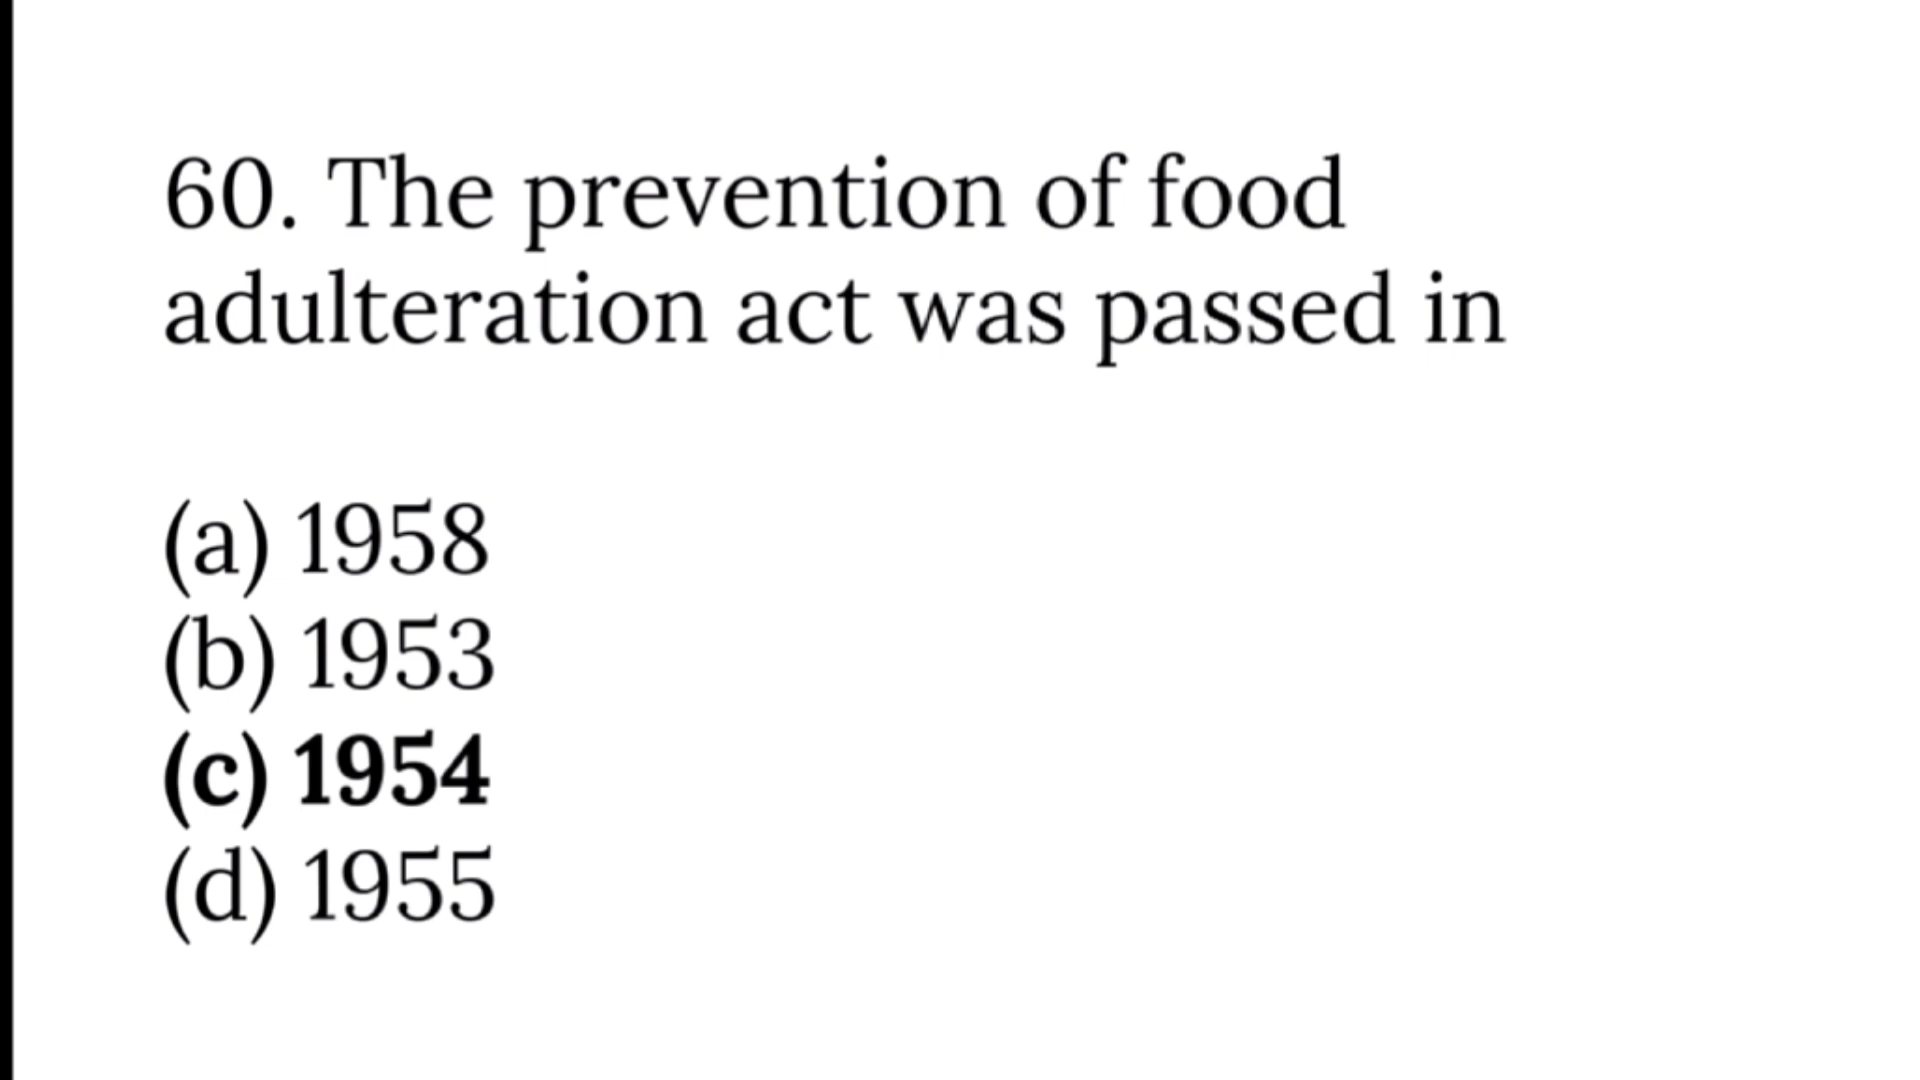 60. The prevention of food
adulteration act was passed in
(a) 1958
(b) 1953
(c) 1954
(d) 1955